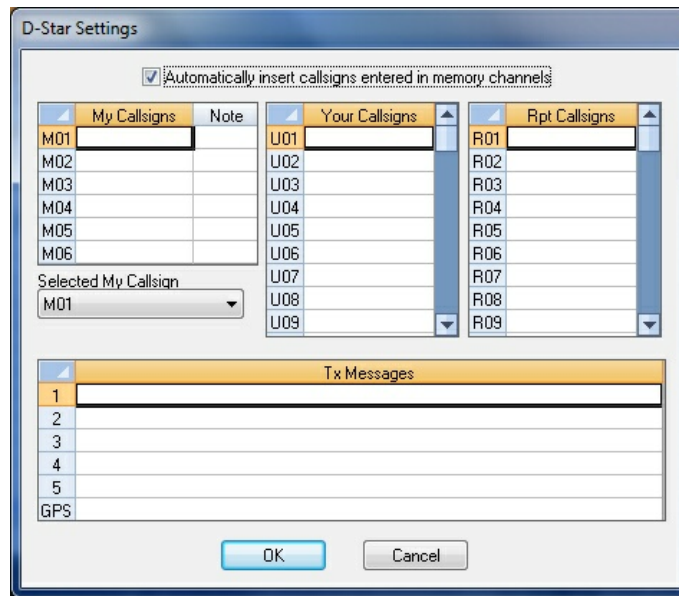 D-Star Settings
Automatically insert callsigns entered in memory channels
My Callsigns Note
M01
M02
M03
M04
M05
M06
Selected My Callsign
M01
Your Callsigns
U01
U02
U03
U04
U05
U06
U07
U08
U09
Rpt Callsigns
R01
R02
R03
R04
R05
R06
R07
R08
R09
Tx Messages
1
2
3
4
5
GPS
OK Cancel